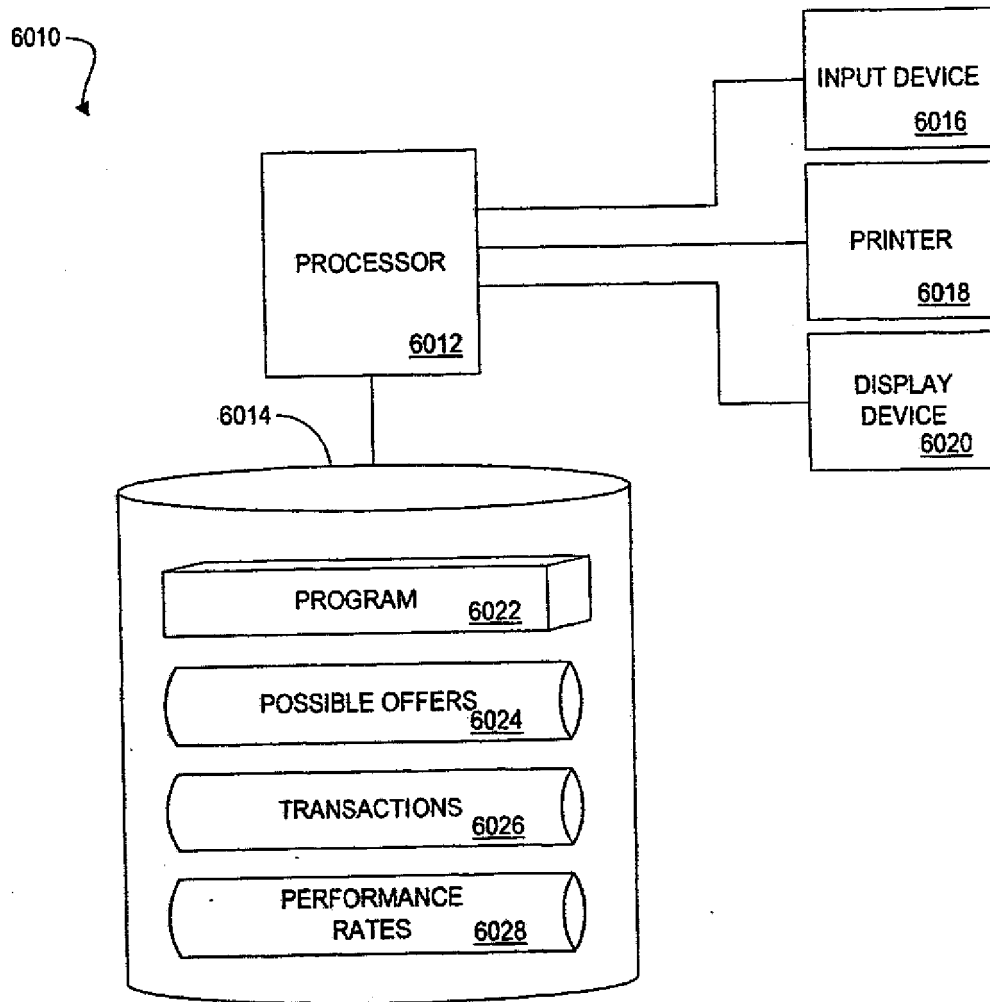 6010
INPUT DEVICE
6016
PROCESSOR
6012
PRINTER
6018
DISPLAY
DEVICE
6020
6014
PROGRAM
6022
POSSIBLE OFFERS
6024
TRANSACTIONS
6026
PERFORMANCE
RATES
6028